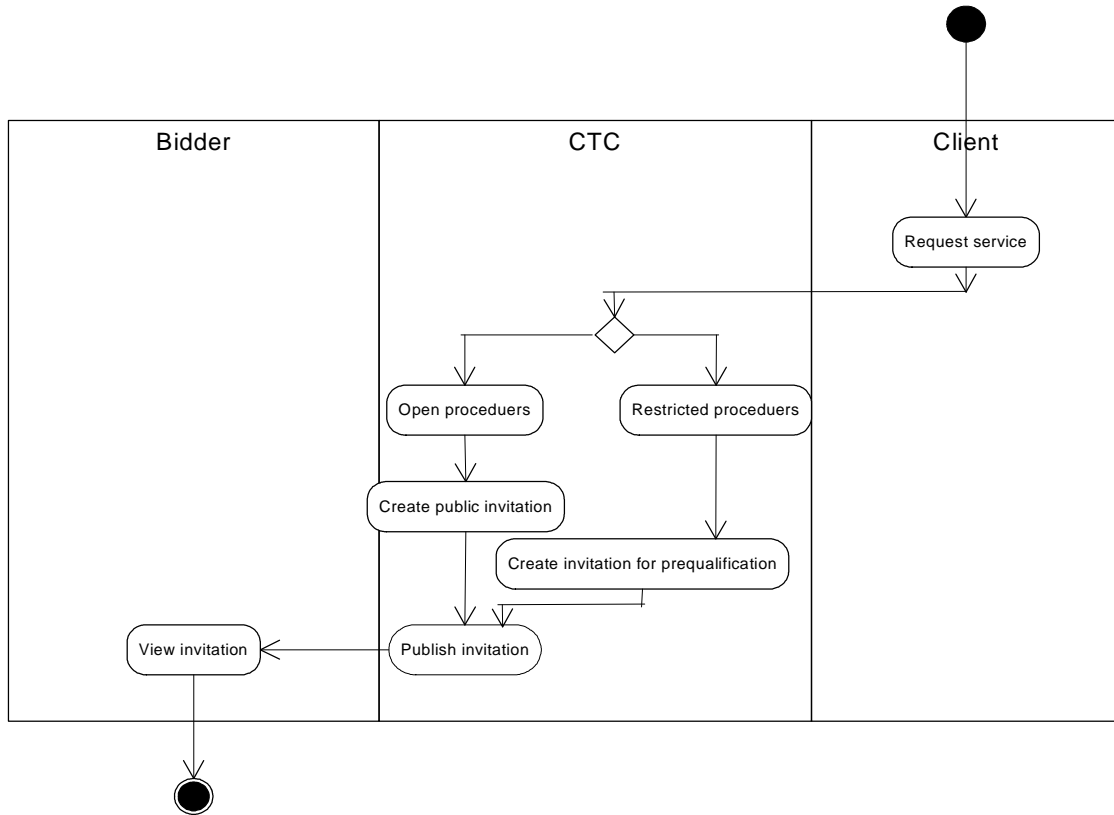 Bidder
CTC
Client
Request service
Open proceduers
Restricted proceduers
Create public invitation
Create invitation for prequalification
View invitation
Publish invitation